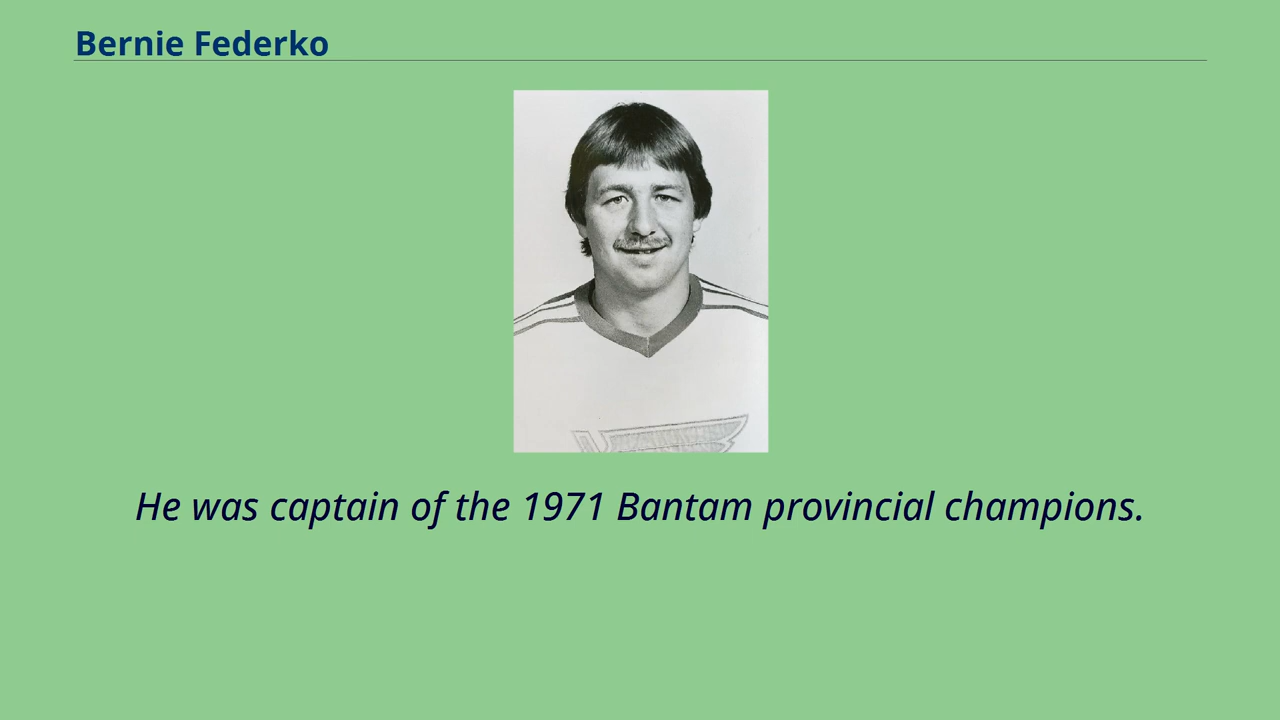 Bernie Federko
He was captain of the 1971 Bantam provincial champions.